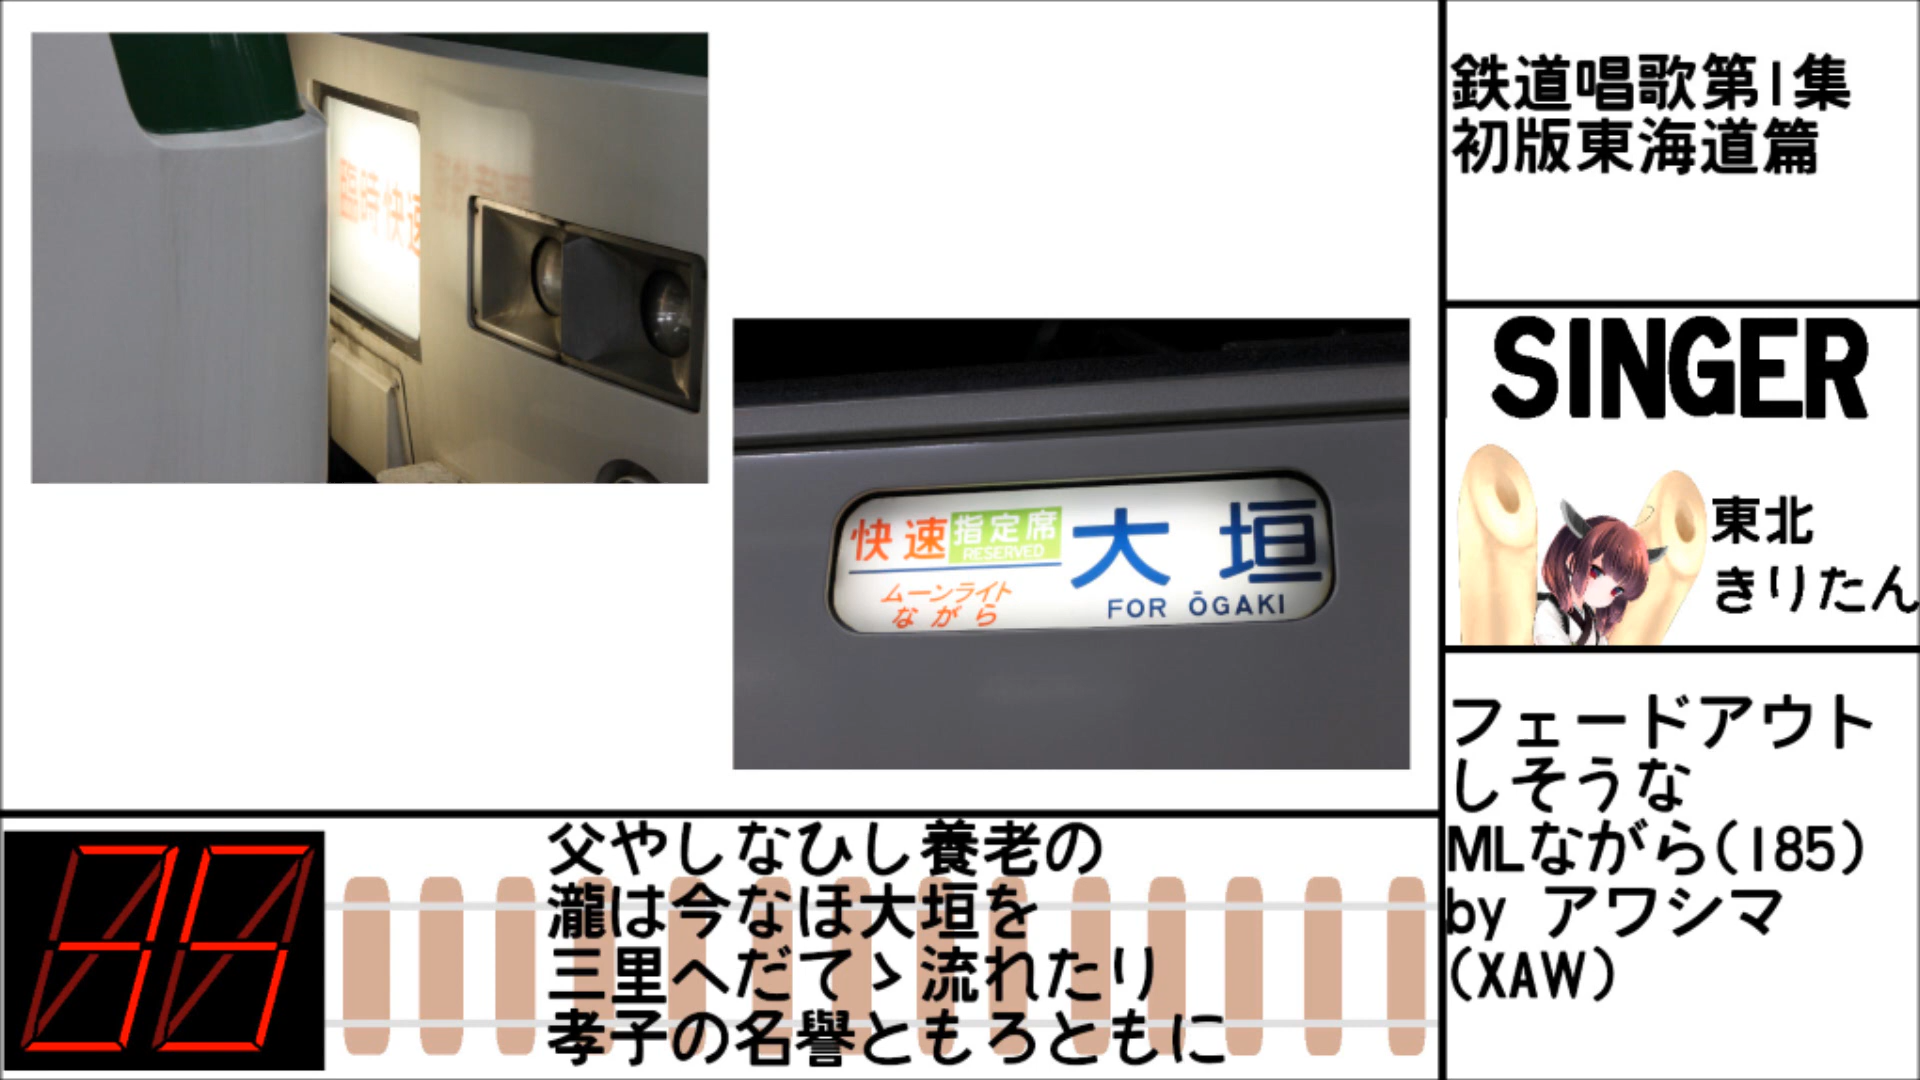 臨時快速
快速 指定席
RESERVED
ムーンライト
ながら
大垣
FOR ŌGAKI
鉄道唱歌第1集
初版東海道篇
SINGER
東北
きりたん
フェードアウト
しそうな
MLながら(185)
by アワシマ
(XAW)
35
父やしなひし養老の
瀧は今なほ大垣を
三里へだてゝ流れたり
孝子の名譽ともろともに